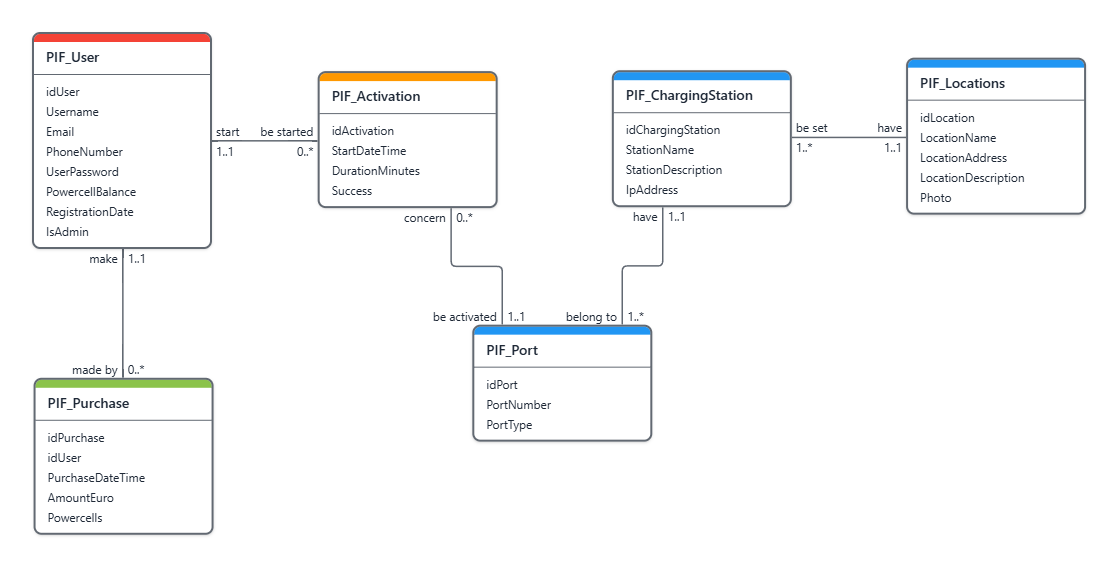 PIF_User
idUser
Username
Email
PhoneNumber
UserPassword
PowercellBalance
RegistrationDate
IsAdmin
start
be started
1..1
0..*
PIF_Activation
idActivation
StartDateTime
DurationMinutes
Success
PIF_ChargingStation
idChargingStation
StationName
StationDescription
IpAddress
be set
have
1..*
1..1
PIF_Locations
idLocation
LocationName
LocationAddress
LocationDescription
Photo
concern
0..*
have
1..1
make
1..1
be activated
1..1
belong to
1..*
PIF_Port
idPort
PortNumber
PortType
made by
0..*
PIF_Purchase
idPurchase
idUser
PurchaseDateTime
AmountEuro
Powercells